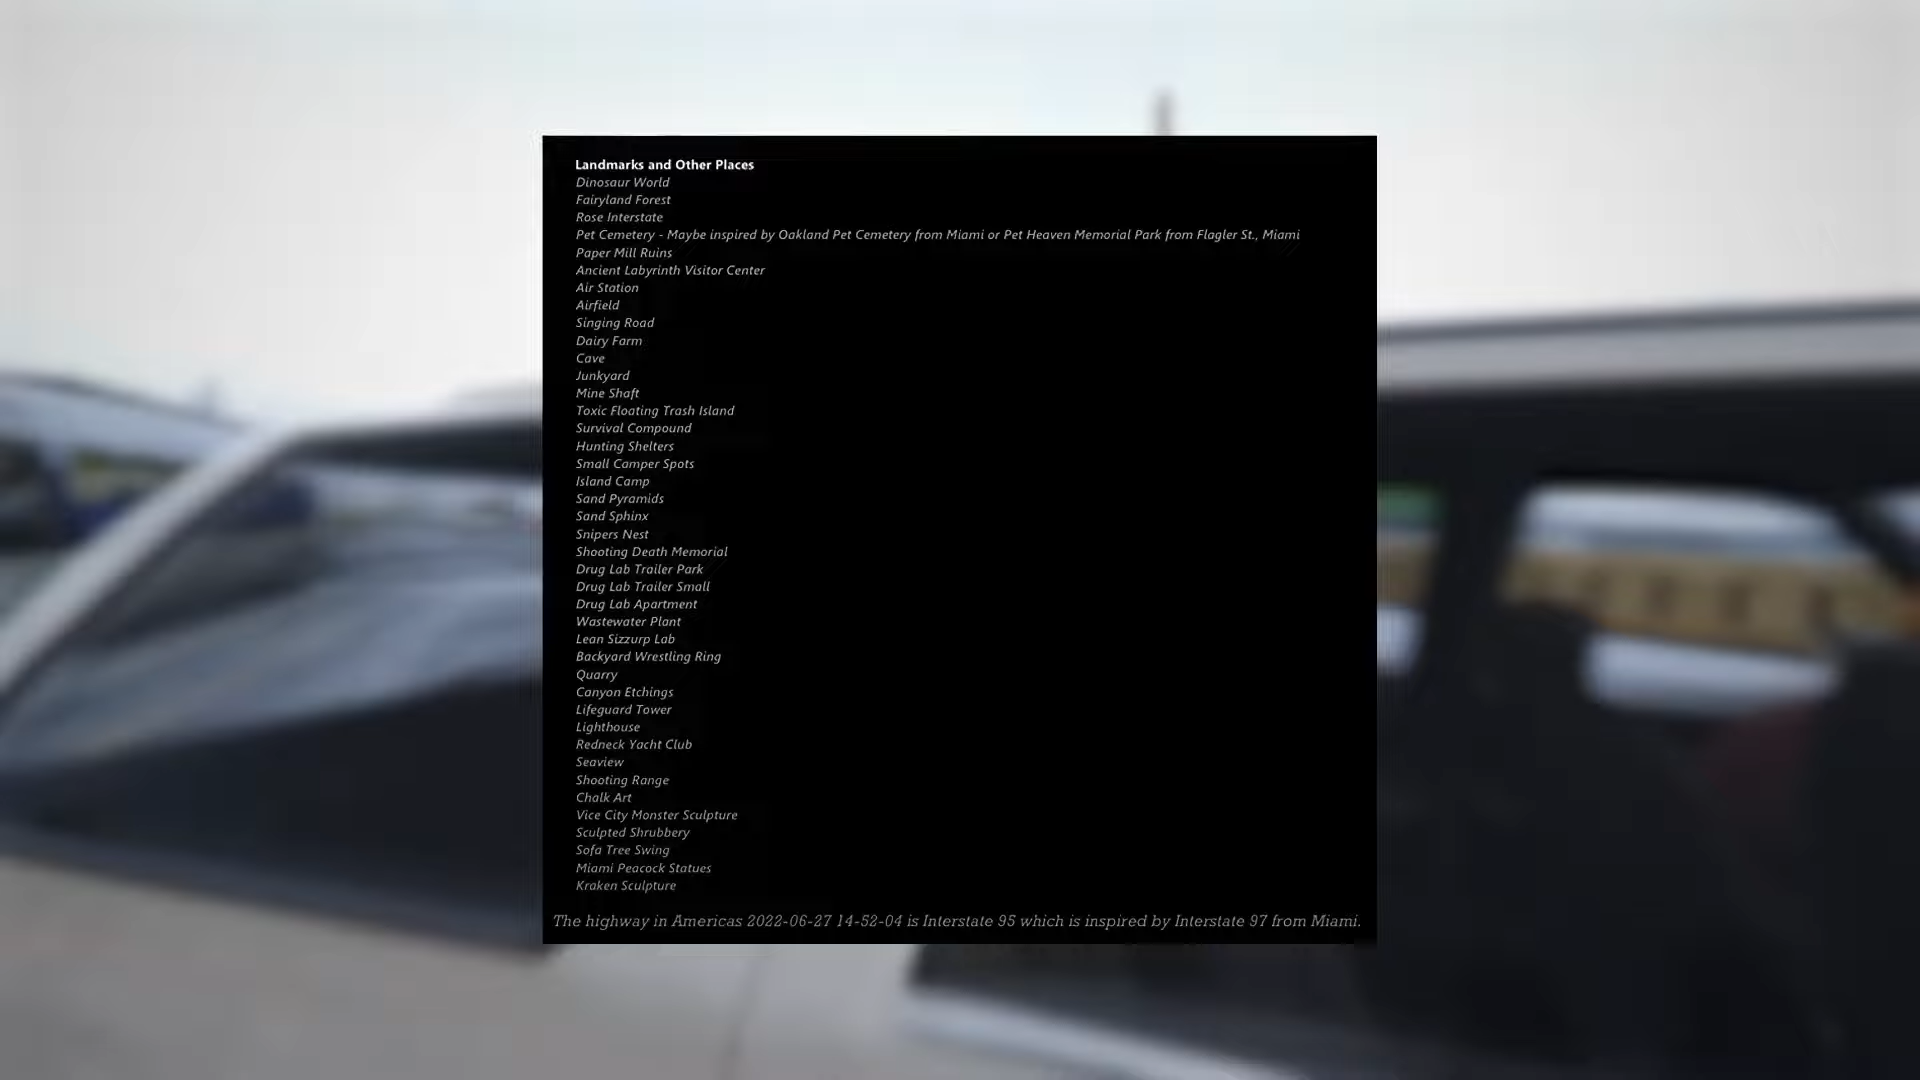 Landmarks and Other Places
Dinosaur World
Fairyland Forest
Rose Interstate
Pet Cemetery - Maybe inspired by Oakland Pet Cemetery from Miami or Pet Heaven Memorial Park from Flagler St., Miami
Paper Mill Ruins
Ancient Labyrinth Visitor Center
Air Station
Airfield
Singing Road
Dairy Farm
Cave
Junkyard
Mine Shaft
Toxic Floating Trash Island
Survival Compound
Hunting Shelters
Small Camper Spots
Island Camp
Sand Pyramids
Sand Sphinx
Snipers Nest
Shooting Death Memorial
Drug Lab Trailer Park
Drug Lab Trailer Small
Drug Lab Apartment
Wastewater Plant
Lean Sizzurp Lab
Backyard Wrestling Ring
Quarry
Canyon Etchings
Lifeguard Tower
Lighthouse
Redneck Yacht Club
Seaview
Shooting Range
Chalk Art
Vice City Monster Sculpture
Sculpted Shrubbery
Sofa Tree Swing
Miami Peacock Statues
Kraken Sculpture
The highway in Americas 2022-06-27 14-52-04 is Interstate 95 which is inspired by Interstate 97 from Miami.